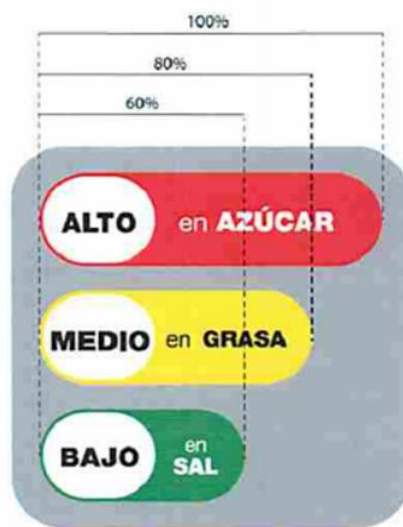 100%
80%
60%
ALTO en AZÚCAR
MEDIO en GRASA
BAJO en
SAL